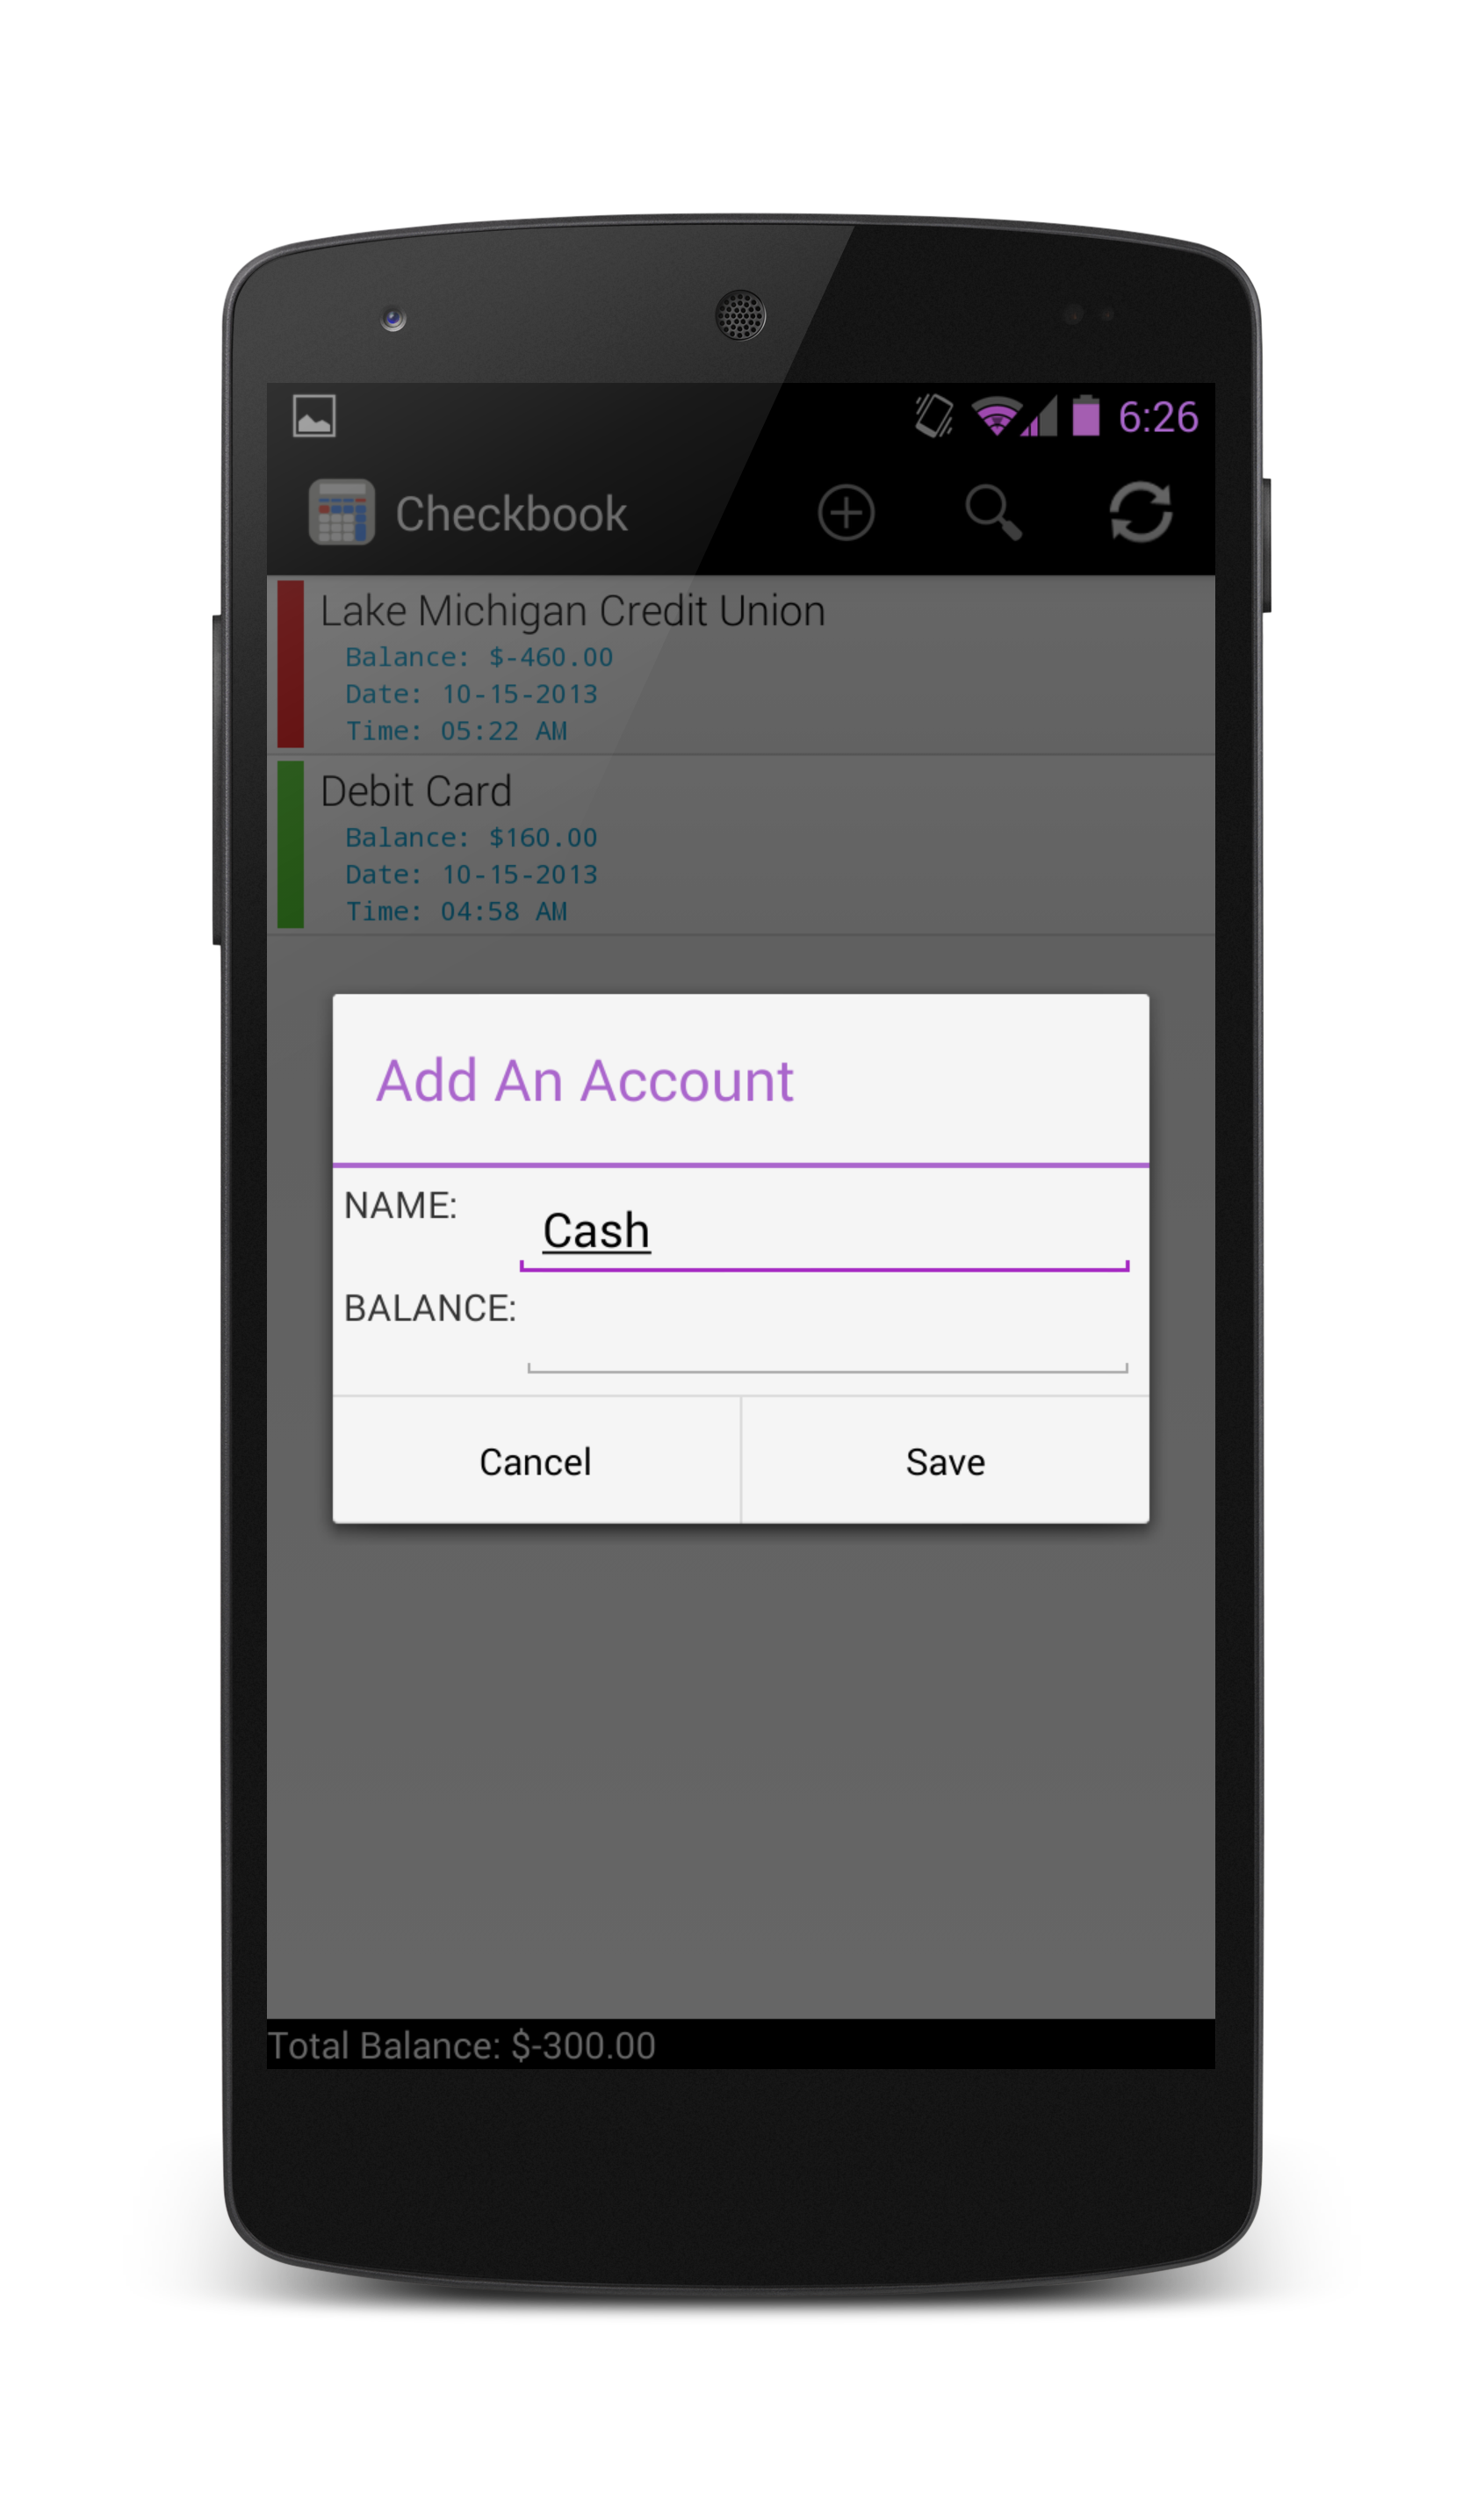 6:26
Checkbook
Lake Michigan Credit Union
Balance: $-460.00
Date: 10-15-2013
Time: 05:22 AM
Debit Card
Balance: $160.00
Date: 10-15-2013
Time: 04:58 AM
Add An Account
NAME: Cash
BALANCE:
Cancel Save
Total Balance: $-300.00